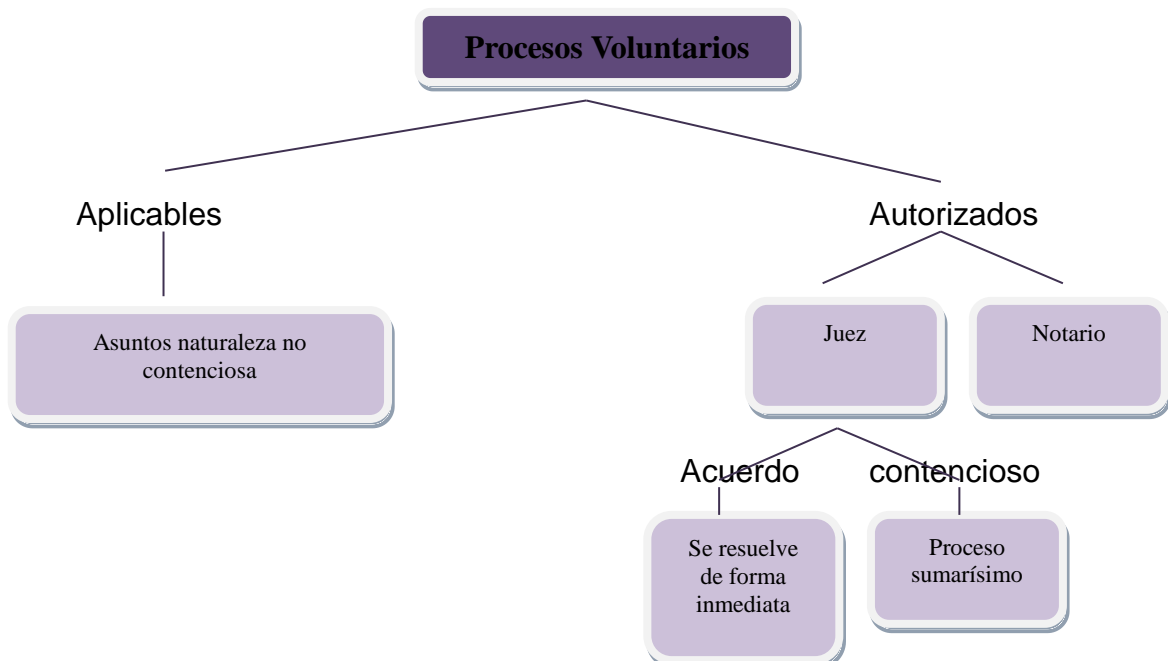 Procesos Voluntarios
Aplicables
Autorizados
Asuntos naturaleza no
contenciosa
Juez
Notario
Acuerdo
contencioso
Se resuelve
de forma
inmediata
Proceso
sumarísimo